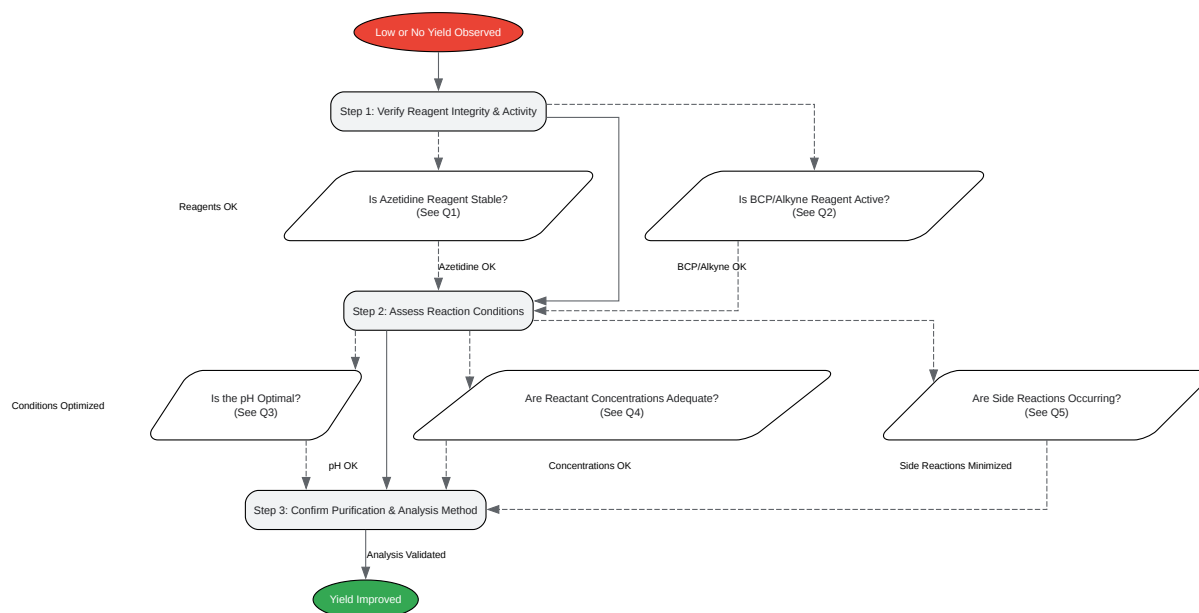 Low or No Yield Observed
Step 1: Verify Reagent Integrity & Activity
Reagents OK
Is Azetidine Reagent Stable?
(See Q1)
Is BCP/Alkyne Reagent Active?
(See Q2)
Azetidine OK
BCP/Alkyne OK
Step 2: Assess Reaction Conditions
Conditions Optimized
Is the pH Optimal?
(See Q3)
Are Reactant Concentrations Adequate?
(See Q4)
Are Side Reactions Occurring?
(See Q5)
pH OK
Concentrations OK
Side Reactions Minimized
Step 3: Confirm Purification & Analysis Method
Analysis Validated
Yield Improved